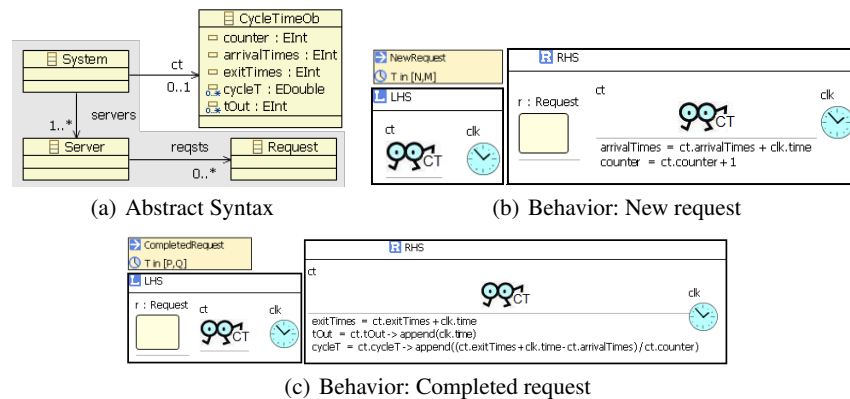 CycleTimeOb
counter : EInt
arrivalTimes : EInt
exitTimes : EInt
cycleT : EDouble
tOut : EInt
System
ct
0..1
servers
1..*
Server
reqsts
0..*
Request
(a) Abstract Syntax
NewRequest
T in [N,M]
LHS
ct
CT
clk
RHS
r : Request
ct
CT
clk
arrivalTimes = ct.arrivalTimes + clk.time
counter = ct.counter + 1
(b) Behavior: New request
CompletedRequest
T in [P,Q]
LHS
r : Request
ct
CT
clk
RHS
ct
CT
clk
exitTimes = ct.exitTimes + clk.time
tOut = ct.tOut -> append(clk.time)
cycleT = ct.cycleT -> append((ct.exitTimes+clk.time-ct.arrivalTimes)/ct.counter)
(c) Behavior: Completed request